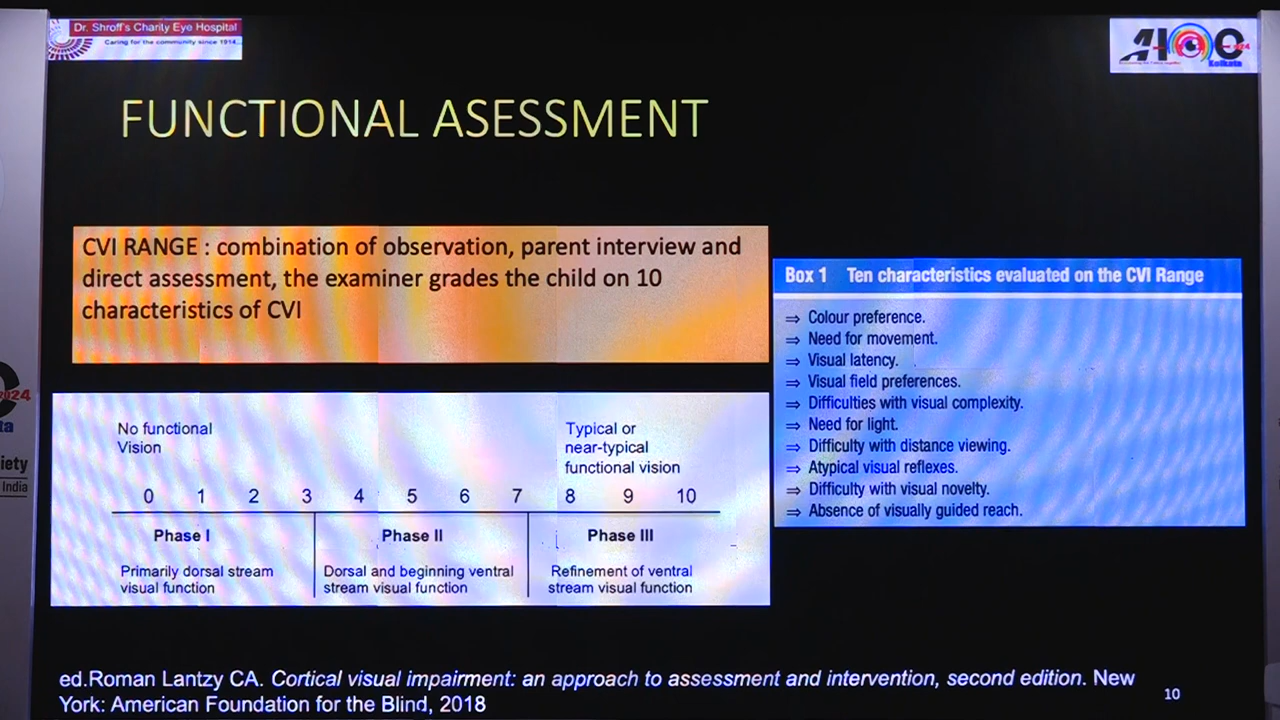 Dr. Shroff's Charity Eye Hospital
Caring for the community since 1914...
AIOC
2024
Kolkata
FUNCTIONAL ASESSMENT
CVI RANGE : combination of observation, parent interview and
direct assessment, the examiner grades the child on 10
characteristics of CVI
Box 1 Ten characteristics evaluated on the CVI Range
⇒ Colour preference.
⇒ Need for movement.
⇒ Visual latency.
⇒ Visual field preferences.
⇒ Difficulties with visual complexity.
⇒ Need for light.
⇒ Difficulty with distance viewing.
⇒ Atypical visual reflexes.
⇒ Difficulty with visual novelty.
⇒ Absence of visually guided reach.
No functional
Vision
Typical or
near-typical
functional vision
0 1 2 3 4 5 6 7 8 9 10
Phase I Phase II Phase III
Primarily dorsal stream
visual function
Dorsal and beginning ventral
stream visual function
Refinement of ventral
stream visual function
ed.Roman Lantzy CA. Cortical visual impairment: an approach to assessment and intervention, second edition. New
York: American Foundation for the Blind, 2018
10
2024
ta
iety
India